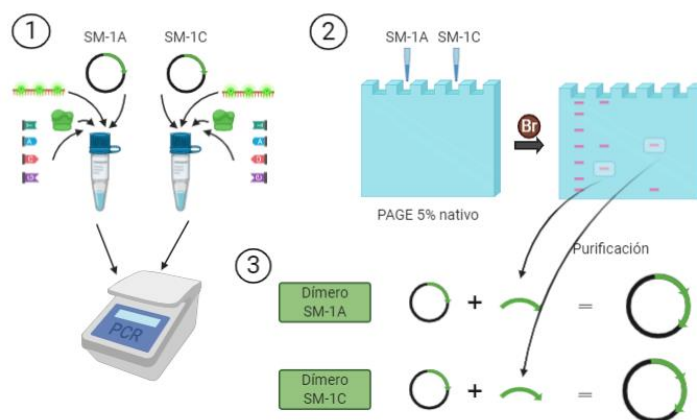 1
SM-1A
SM-1C
A
A
PCR
2
SM-1A
SM-1C
Br
PAGE 5% nativo
Purificación
3
Dímero
SM-1A
+
=
Dímero
SM-1C
+
=